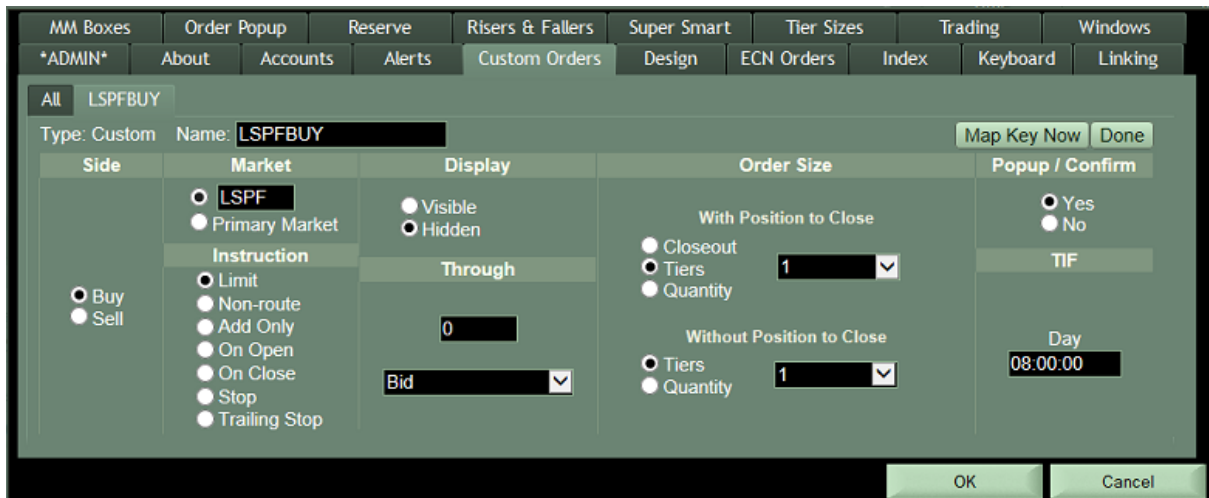 MM Boxes Order Popup Reserve Risers & Fallers Super Smart Tier Sizes Trading Windows
*ADMIN* About Accounts Alerts Custom Orders Design ECN Orders Index Keyboard Linking
All LSPFBUY
Type: Custom Name: LSPFBUY Map Key Now Done
Side Market Display Order Size Popup / Confirm
LSPF
Primary Market
Visible
Hidden
With Position to Close
Closeout
Tiers 1
Quantity
Yes
No
Instruction
Through
TIF
Buy
Sell
Limit
Non-route
Add Only
On Open
On Close
Stop
Trailing Stop
0
Bid
Without Position to Close
Tiers 1
Quantity
Day
08:00:00
OK Cancel